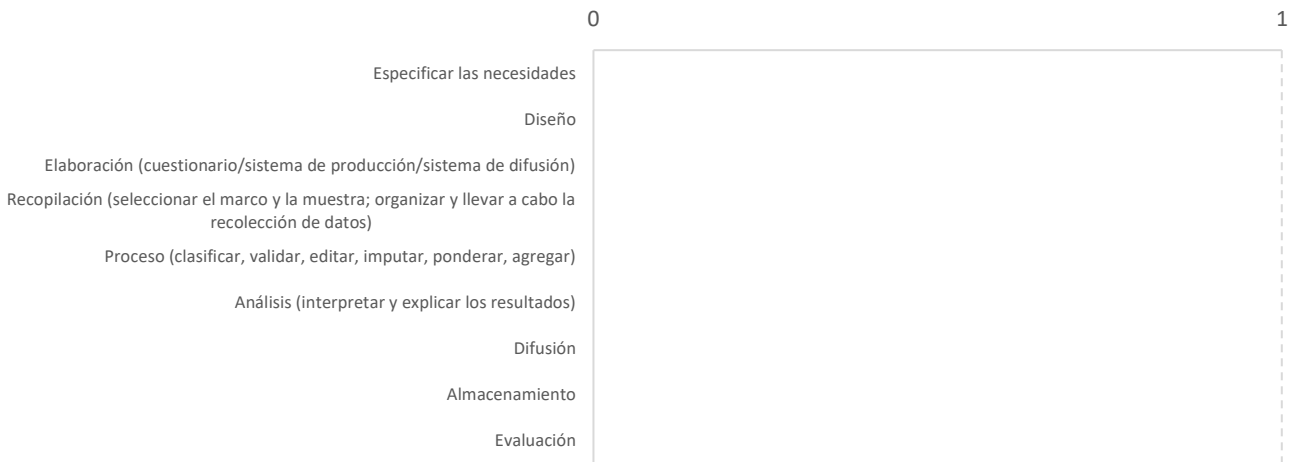 0 1
Especificar las necesidades
Diseño
Elaboración (cuestionario/sistema de producción/sistema de difusión)
Recopilación (seleccionar el marco y la muestra; organizar y llevar a cabo la
recolección de datos)
Proceso (clasificar, validar, editar, imputar, ponderar, agregar)
Análisis (interpretar y explicar los resultados)
Difusión
Almacenamiento
Evaluación